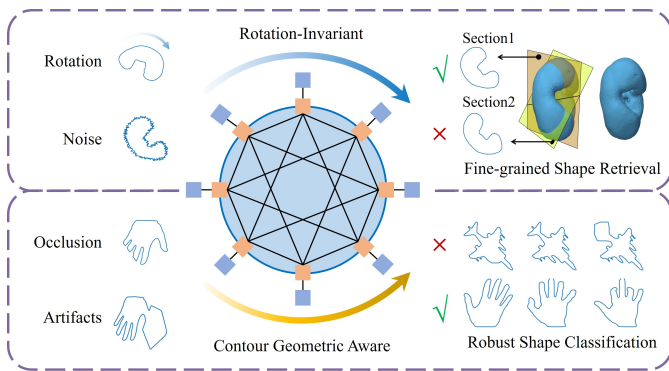 Rotation-Invariant
Rotation
Noise
Section1
Section2
√
×
Fine-grained Shape Retrieval
Occlusion
Artifacts
×
√
Contour Geometric Aware
Robust Shape Classification